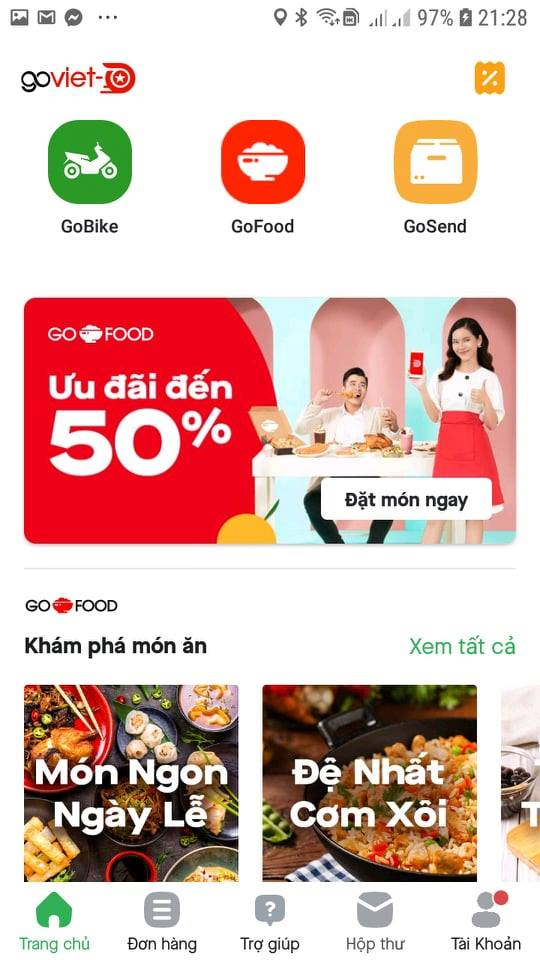 97% 21:28
goviet
GoBike
GoFood
GoSend
GO FOOD
Ưu đãi đến
50%
Đặt món ngay
GO FOOD
Khám phá món ăn
Xem tất cả
Món Ngon
Ngày Lễ
Đệ Nhất
Cơm Xôi
T
Trang chủ
Đơn hàng
Trợ giúp
Hộp thư
Tài Khoản